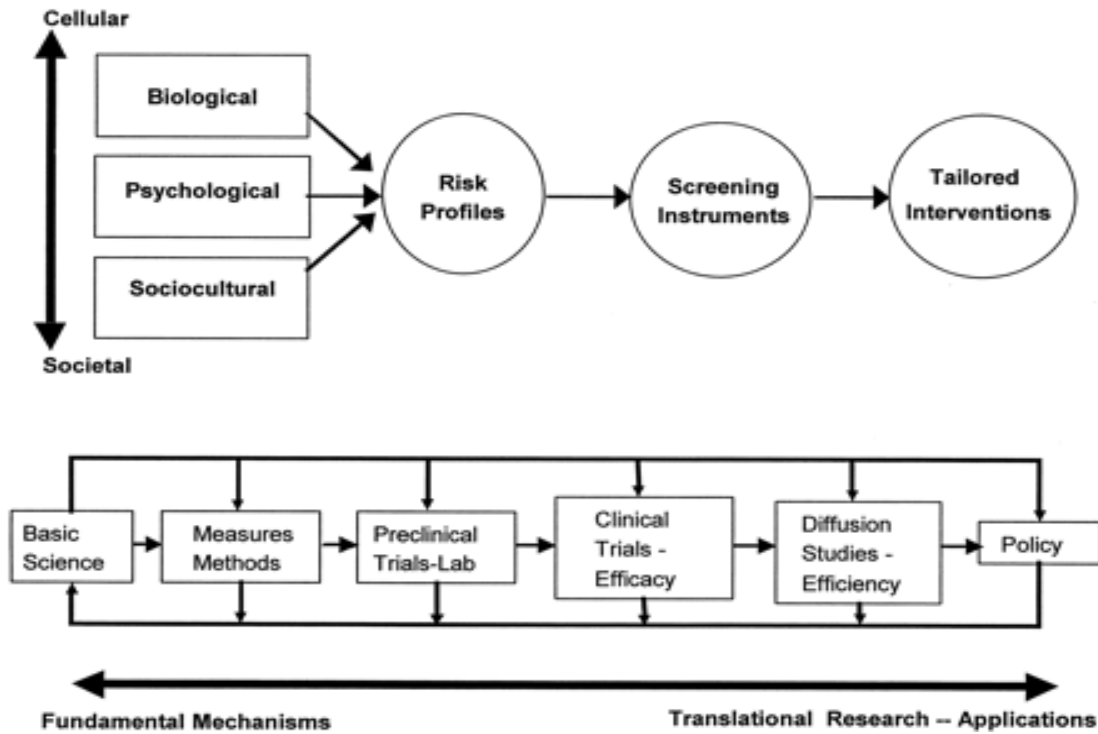 Cellular
Biological
Psychological
Sociocultural
Societal
Risk
Profiles
Screening
Instruments
Tailored
Interventions
Basic
Science
Measures
Methods
Preclinical
Trials-Lab
Clinical
Trials -
Efficacy
Diffusion
Studies -
Efficiency
Policy
Fundamental Mechanisms
Translational Research -- Applications